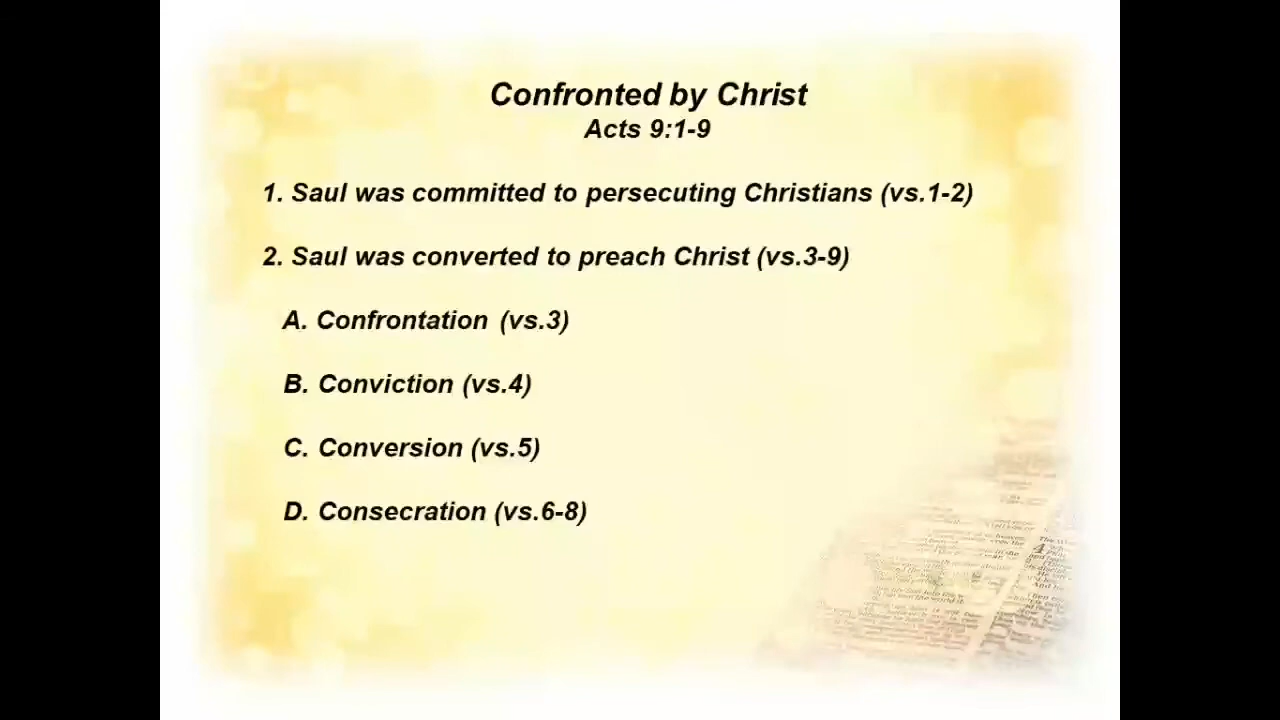 Confronted by Christ
Acts 9:1-9
1. Saul was committed to persecuting Christians (vs.1-2)
2. Saul was converted to preach Christ (vs.3-9)
A. Confrontation (vs.3)
B. Conviction (vs.4)
C. Conversion (vs.5)
D. Consecration (vs.6-8)